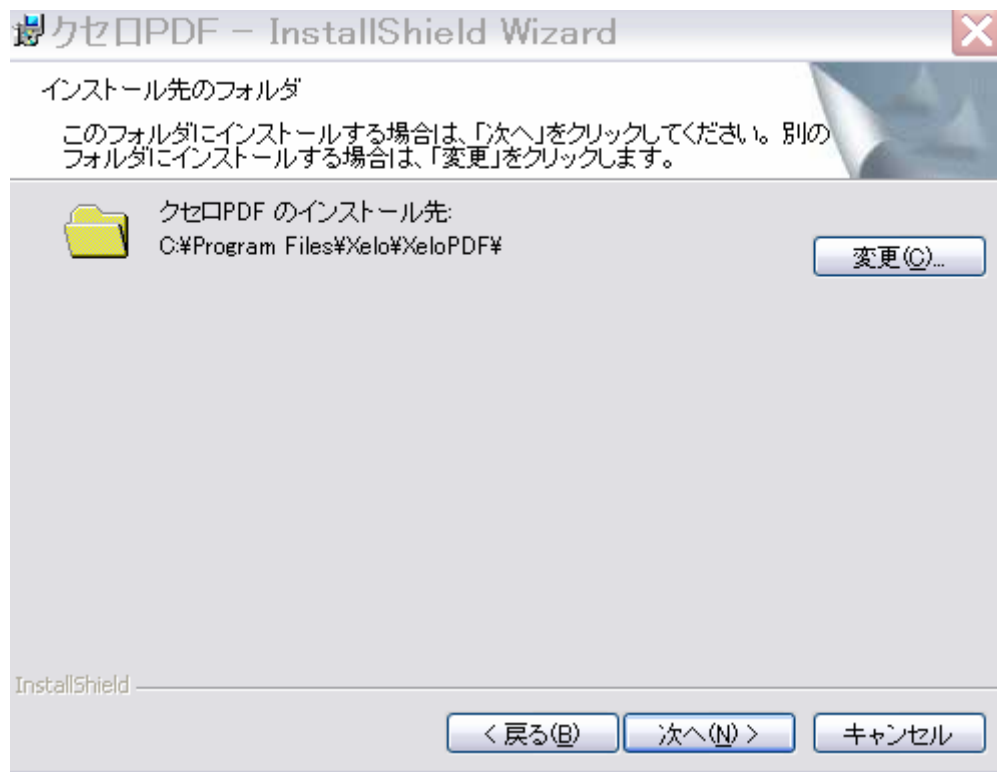 クセロPDF - InstallShield Wizard
インストール先のフォルダ
このフォルダにインストールする場合は、「次へ」をクリックしてください。別の
フォルダにインストールする場合は、「変更」をクリックします。
クセロPDF のインストール先:
C:¥Program Files¥Xelo¥XeloPDF¥
変更(C)...
InstallShield
< 戻る(B)
次へ(N) >
キャンセル